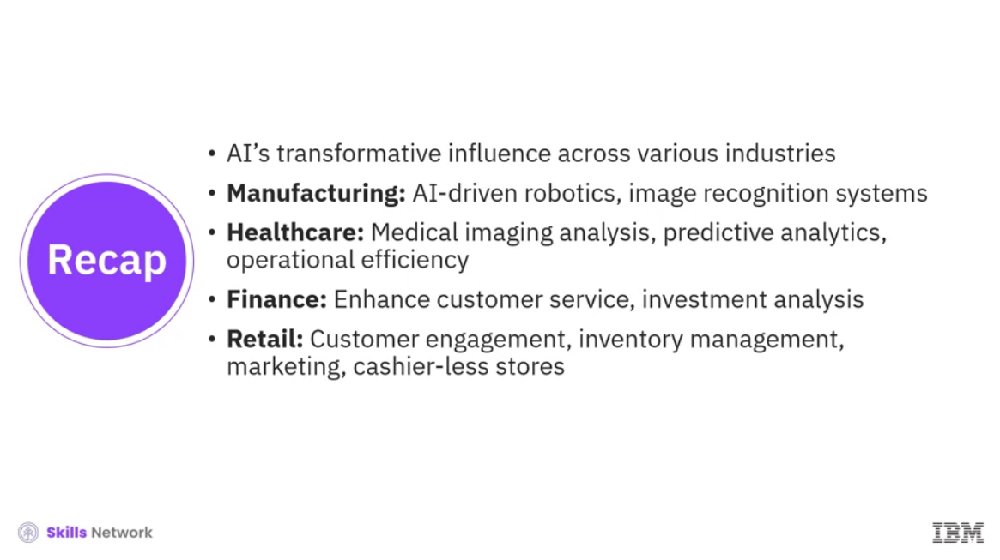 Recap
• AI’s transformative influence across various industries
• Manufacturing: AI-driven robotics, image recognition systems
• Healthcare: Medical imaging analysis, predictive analytics,
operational efficiency
• Finance: Enhance customer service, investment analysis
• Retail: Customer engagement, inventory management,
marketing, cashier-less stores
Skills Network
IBM